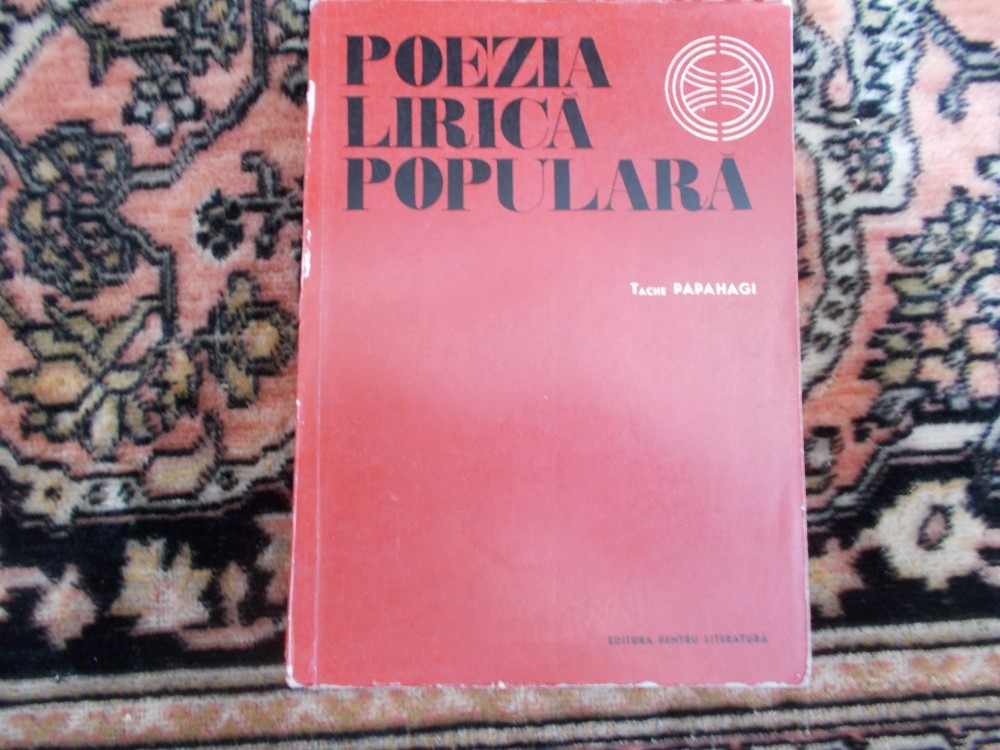 POEZIA
LIRICĂ
POPULARĂ
TACHE PAPAHAGI
EDITURA PENTRU LITERATURĂ